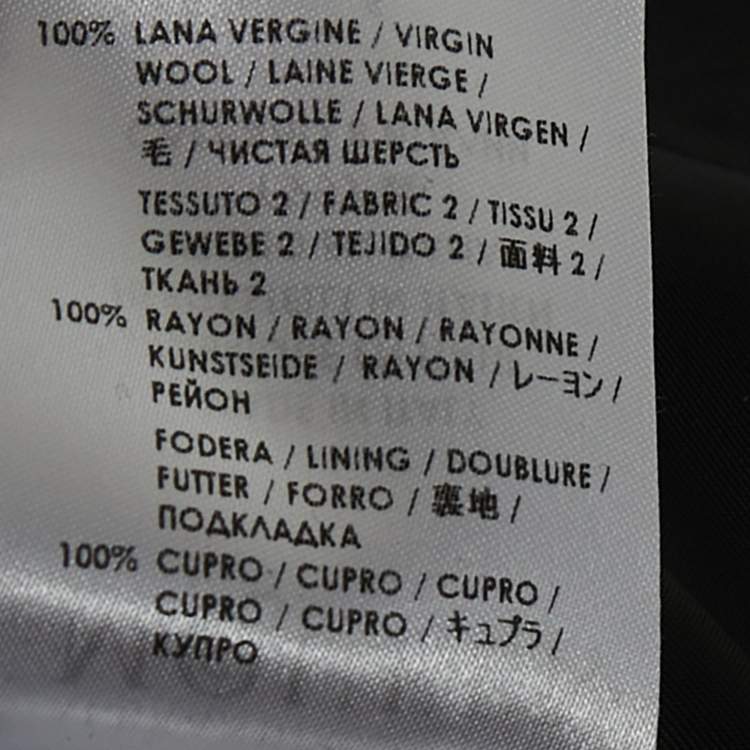 100% LANA VERGINE / VIRGIN
WOOL / LAINE VIERGE /
SCHURWOLLE / LANA VIRGEN /
毛 / ЧИСТАЯ ШЕРСТЬ
TESSUTO 2 / FABRIC 2 / TISSU 2 /
GEWEBE 2 / TEJIDO 2 / 面料 2 /
ТКАНЬ 2
100% RAYON / RAYON / RAYONNE /
KUNSTSEIDE / RAYON / レーヨン /
РЕЙОН
FODERA / LINING / DOUBLURE /
FUTTER / FORRO / 裏地 /
ПОДКЛАДКА
100% CUPRO / CUPRO / CUPRO /
CUPRO / CUPRO / キュプラ /
КУПРО